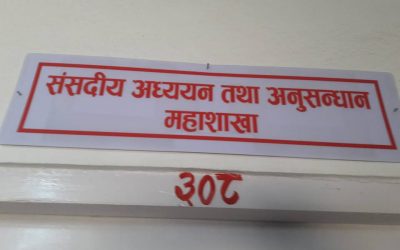 संसदीय अध्ययन तथा अनुसन्धान
महाशाखा
३०८